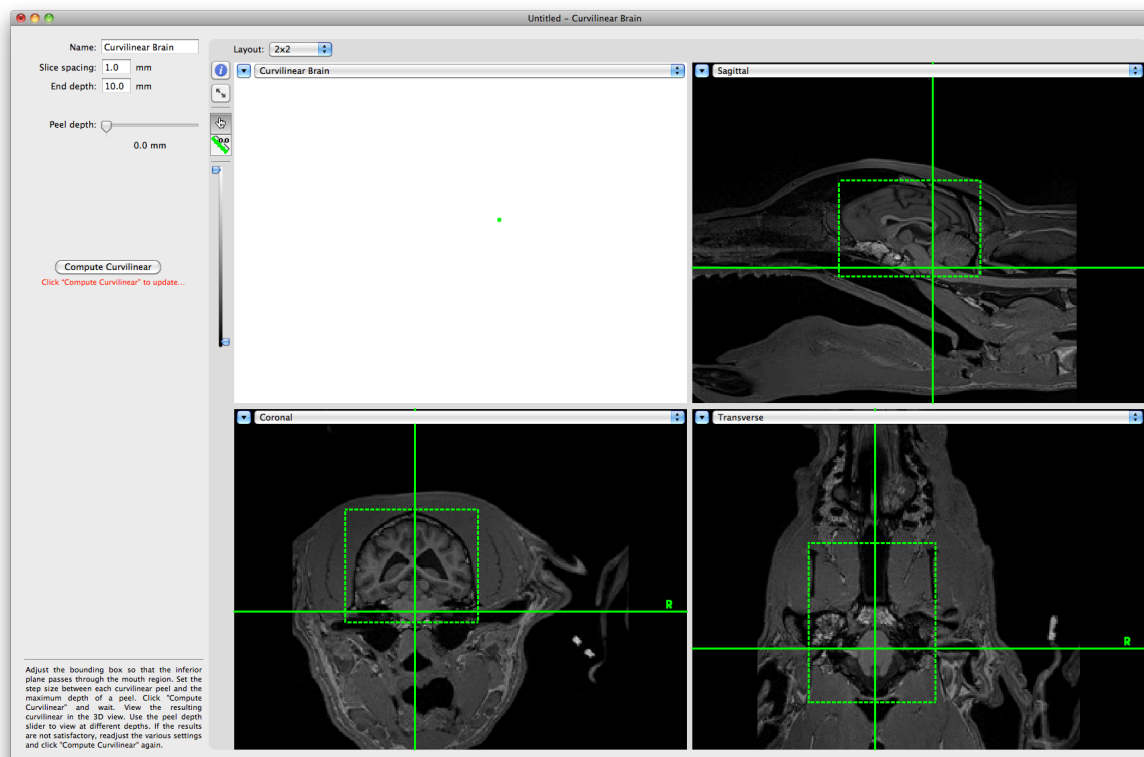 Untitled – Curvilinear Brain
Name: Curvilinear Brain
Slice spacing: 1.0 mm
End depth: 10.0 mm
Peel depth:
0.0 mm
Compute Curvilinear
Click "Compute Curvilinear" to update...
Adjust the bounding box so that the inferior
plane passes through the mouth region. Set the
step size between each curvilinear peel and the
maximum depth of a peel. Click "Compute
Curvilinear" and wait. View the resulting
curvilinear in the 3D view. Use the peel depth
slider to view at different depths. If the results
are not satisfactory, readjust the various settings
and click "Compute Curvilinear" again.
Layout: 2x2
Curvilinear Brain
Sagittal
Coronal
R
Transverse
R